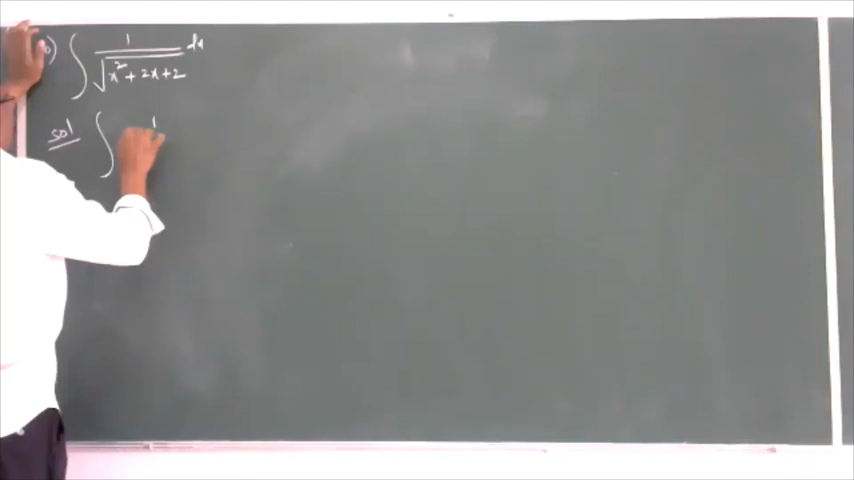 ∫ 1/√(x²+2x+2) dx
Sol ∫ 1